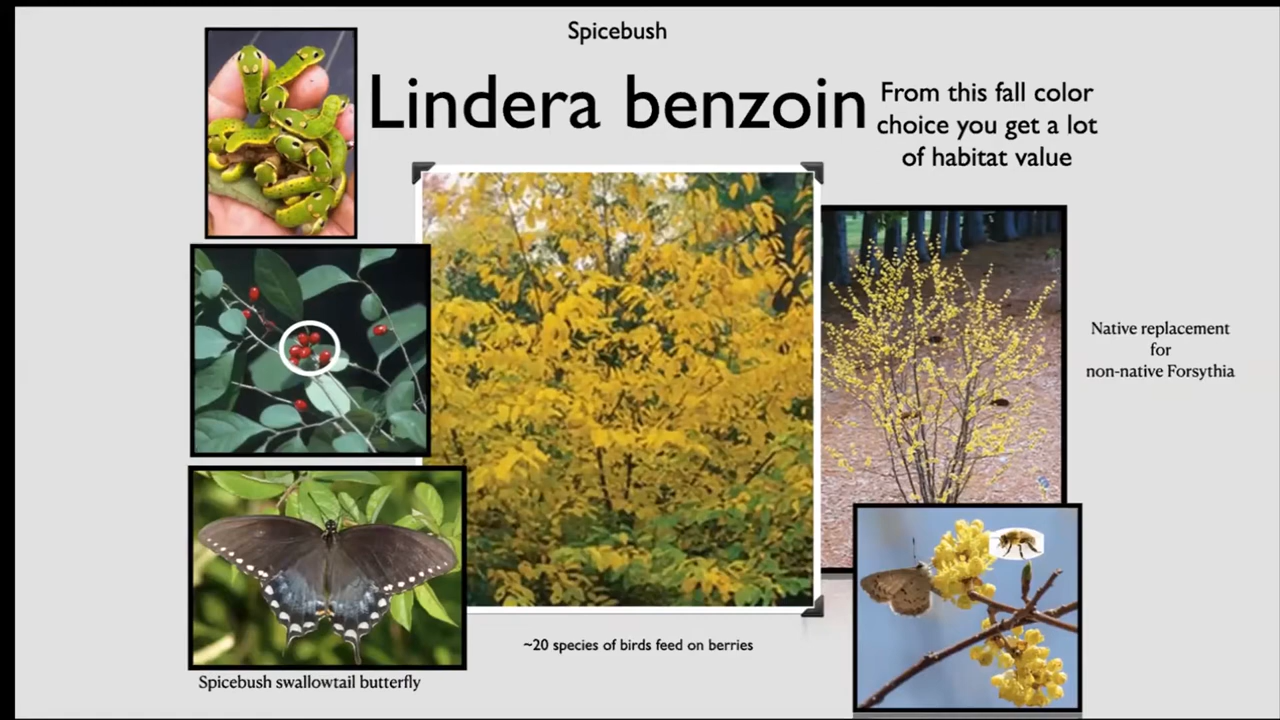 Spicebush
Lindera benzoin
From this fall color
choice you get a lot
of habitat value
Native replacement
for
non-native Forsythia
~20 species of birds feed on berries
Spicebush swallowtail butterfly